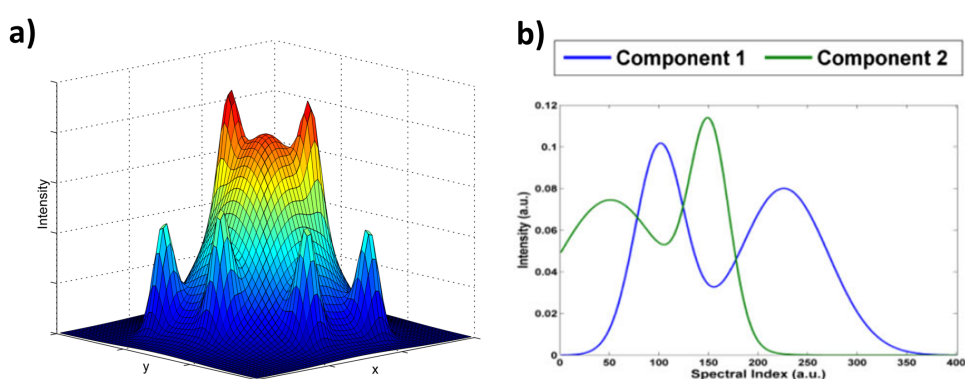 a)
Intensity
y
x
b)
Component 1 Component 2
Intensity (a.u.)
0.12
0.1
0.08
0.06
0.04
0.02
0
0 50 100 150 200 250 300 350 400
Spectral Index (a.u.)